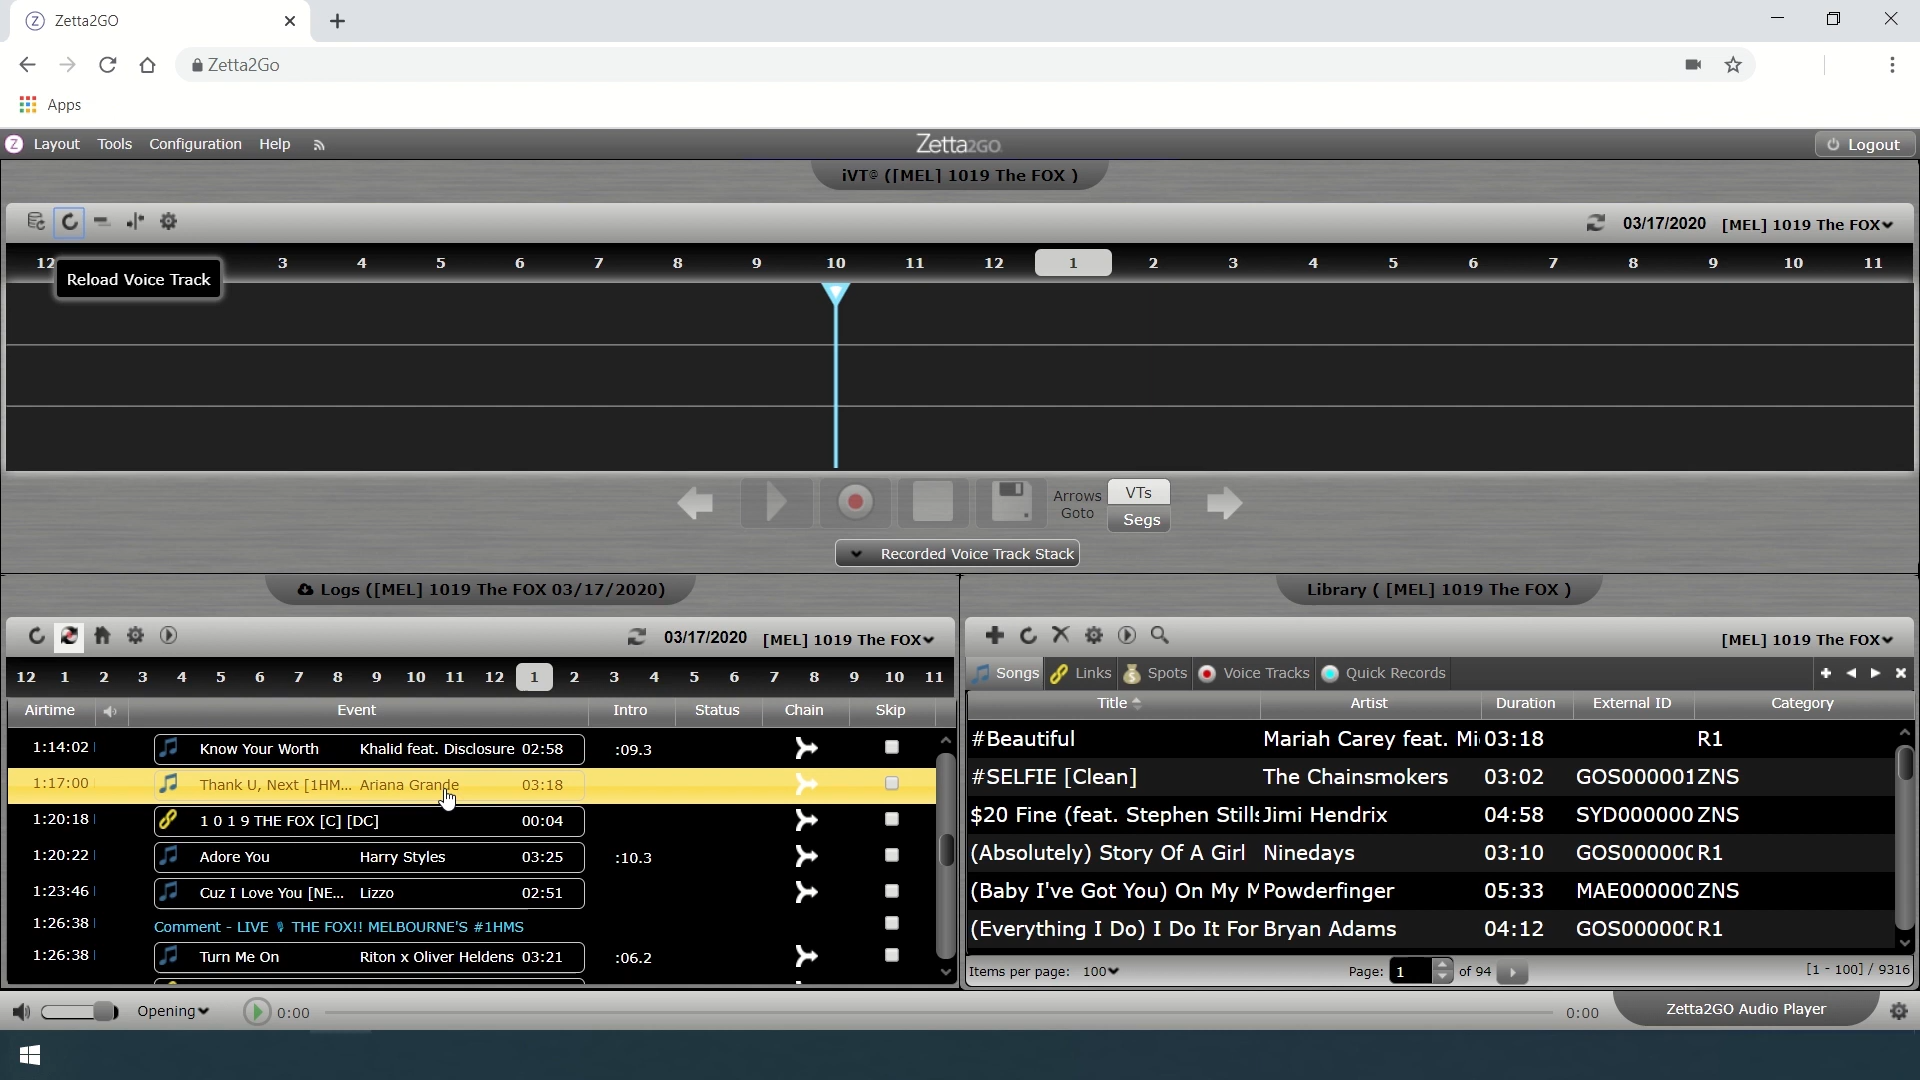 Zetta2GO
Zetta2Go
Apps
Layout Tools Configuration Help Zetta2GO Logout
iVT® ([MEL] 1019 The FOX )
03/17/2020 [MEL] 1019 The FOX
12 3 4 5 6 7 8 9 10 11 12 1 2 3 4 5 6 7 8 9 10 11
Reload Voice Track
Arrows Goto VTs Segs
Recorded Voice Track Stack
Logs ([MEL] 1019 The FOX 03/17/2020)
03/17/2020 [MEL] 1019 The FOX
12 1 2 3 4 5 6 7 8 9 10 11 12 1 2 3 4 5 6 7 8 9 10 11
Airtime Event Intro Status Chain Skip
1:14:02 Know Your Worth Khalid feat. Disclosure 02:58 :09.3
1:17:00 Thank U, Next [1HM... Ariana Grande 03:18
1:20:18 1 0 1 9 THE FOX [C] [DC] 00:04
1:20:22 Adore You Harry Styles 03:25 :10.3
1:23:46 Cuz I Love You [NE... Lizzo 02:51
1:26:38 Comment - LIVE THE FOX!! MELBOURNE'S #1HMS
1:26:38 Turn Me On Riton x Oliver Heldens 03:21 :06.2
Library ( [MEL] 1019 The FOX )
[MEL] 1019 The FOX
Songs Links Spots Voice Tracks Quick Records
Title Artist Duration External ID Category
#Beautiful Mariah Carey feat. Mi 03:18 R1
#SELFIE [Clean] The Chainsmokers 03:02 GOS000001 ZNS
$20 Fine (feat. Stephen Stills Jimi Hendrix 04:58 SYD000000 ZNS
(Absolutely) Story Of A Girl Ninedays 03:10 GOS000000 R1
(Baby I've Got You) On My M Powderfinger 05:33 MAE000000 ZNS
(Everything I Do) I Do It For Bryan Adams 04:12 GOS000000 R1
Items per page: 100 Page: 1 of 94 [1 - 100] / 9316
Opening 0:00 0:00 Zetta2GO Audio Player